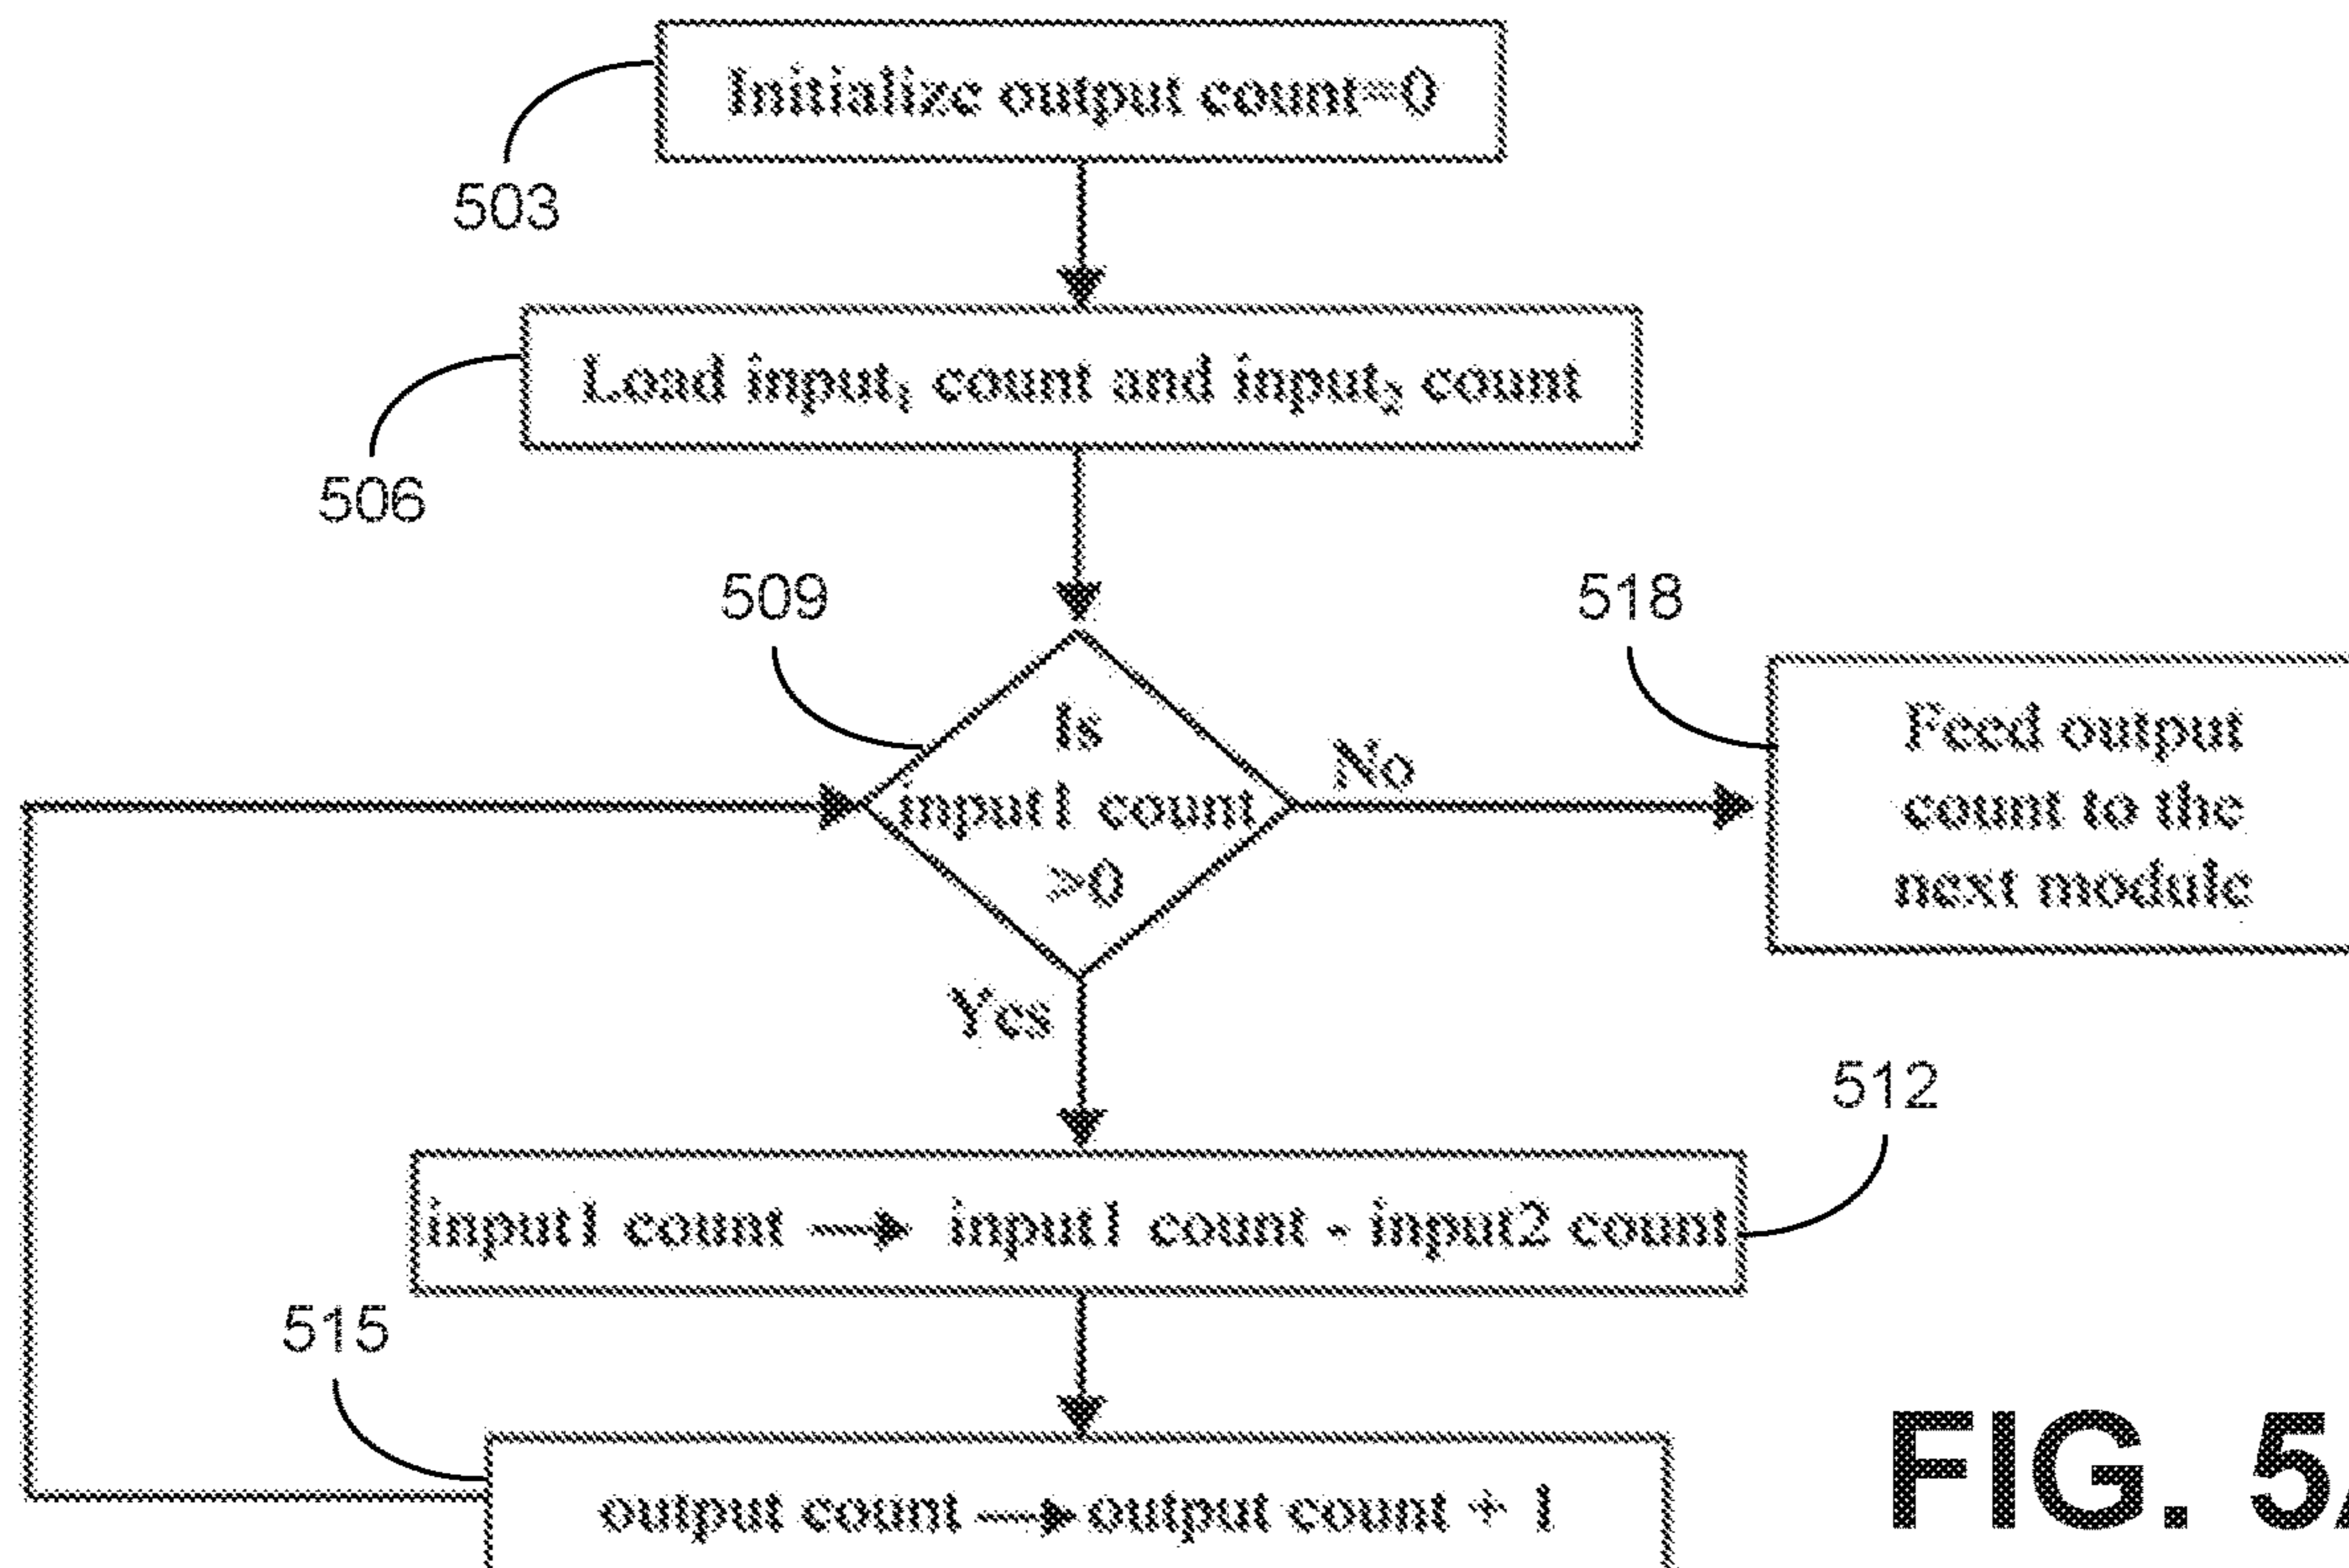 Initialize output count=0
503
Load input₁ count and input₂ count
506
509
518
Is
input1 count
>0
No
Feed output
count to the
next module
Yes
512
input1 count → input1 count - input2 count
515
output count → output count + 1
FIG. 5A